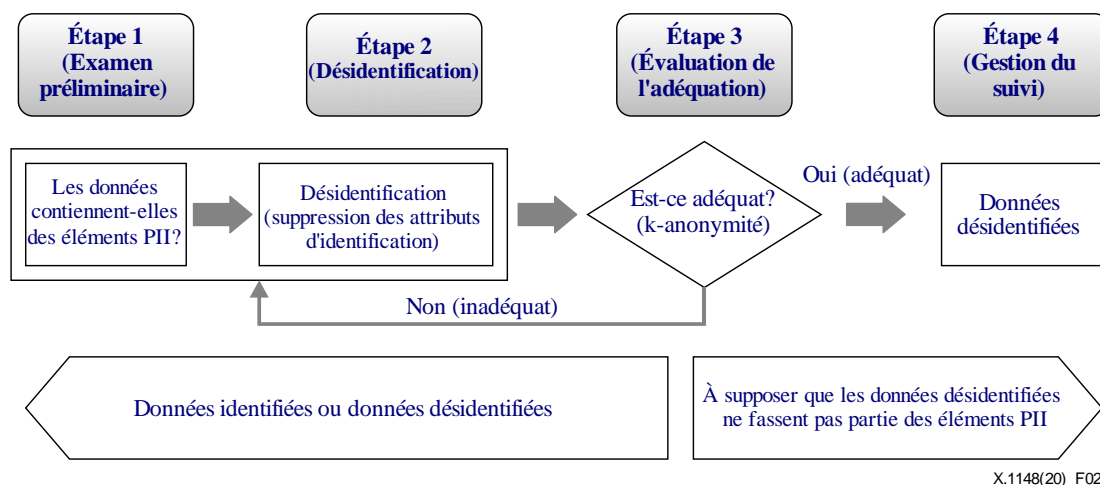 Étape 1
(Examen
préliminaire)
Étape 2
(Désidentification)
Étape 3
(Évaluation de
l'adéquation)
Étape 4
(Gestion du
suivi)
Les données
contiennent-elles
des éléments PII?
Désidentification
(suppression des attributs
d'identification)
Est-ce adéquat?
(k-anonymité)
Oui (adéquat)
Données
désidentifiées
Non (inadéquat)
Données identifiées ou données désidentifiées
À supposer que les données désidentifiées
ne fassent pas partie des éléments PII
X.1148(20)_F02